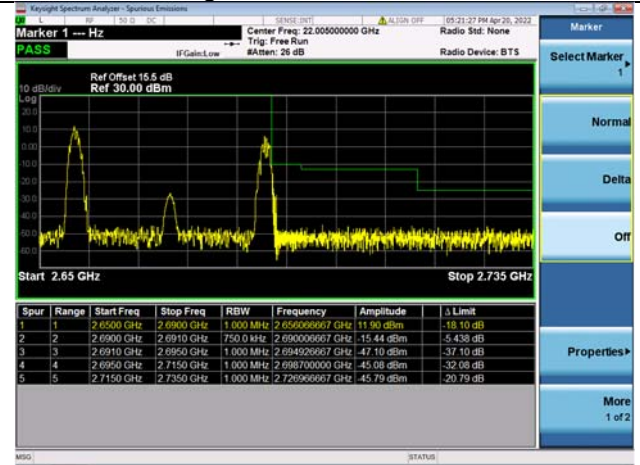 Keysight Spectrum Analyzer - Spurious Emissions
L RF 50 Ω DC SENSE:INT ALIGN OFF 05:21:27 PM Apr 20, 2022
Marker 1 --- Hz
Center Freq: 22.005000000 GHz
Radio Std: None
Trig: Free Run
PASS
IFGain:Low
#Atten: 26 dB
Radio Device: BTS
Ref Offset 15.5 dB
10 dB/div Ref 30.00 dBm
Log
20.0
10.0
0.00
10.0
20.0
30.0
40.0
50.0
60.0
Start 2.65 GHz Stop 2.735 GHz
Spur Range Start Freq Stop Freq RBW Frequency Amplitude Δ Limit
1 1 2.6500 GHz 2.6900 GHz 1.000 MHz 2.656066667 GHz 11.90 dBm -18.10 dB
2 2 2.6900 GHz 2.6910 GHz 750.0 kHz 2.690006667 GHz -15.44 dBm -5.438 dB
3 3 2.6910 GHz 2.6950 GHz 1.000 MHz 2.694926667 GHz -47.10 dBm -37.10 dB
4 4 2.6950 GHz 2.7150 GHz 1.000 MHz 2.698700000 GHz -45.08 dBm -32.08 dB
5 5 2.7150 GHz 2.7350 GHz 1.000 MHz 2.726966667 GHz -45.79 dBm -20.79 dB
Marker
Select Marker
1
Normal
Delta
Off
Properties
More
1 of 2
MSG STATUS